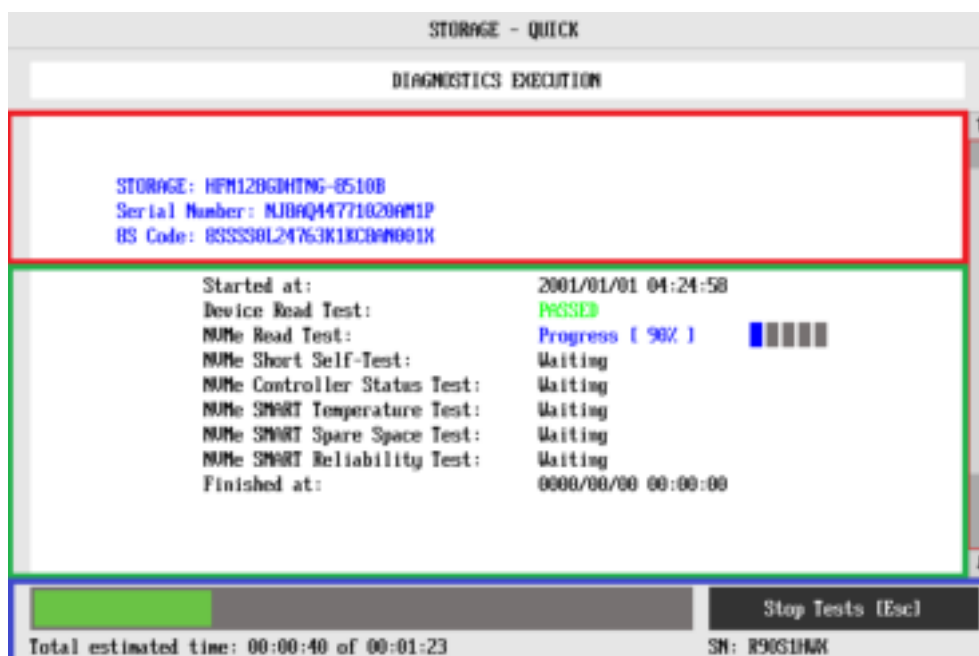 STORAGE - QUICK
DIAGNOSTICS EXECUTION
STORAGE: HFM128GDHTNG-8510B
Serial Number: NJ8AQ44771020AM1P
8S Code: 8SSSS0L24763K1KC8AM001X
Started at: 2001/01/01 04:24:58
Device Read Test: PASSED
NVMe Read Test: Progress [ 90% ]
NVMe Short Self-Test: Waiting
NVMe Controller Status Test: Waiting
NVMe SMART Temperature Test: Waiting
NVMe SMART Spare Space Test: Waiting
NVMe SMART Reliability Test: Waiting
Finished at: 0000/00/00 00:00:00
Stop Tests [Esc]
Total estimated time: 00:00:40 of 00:01:23 SN: R90S1HWX